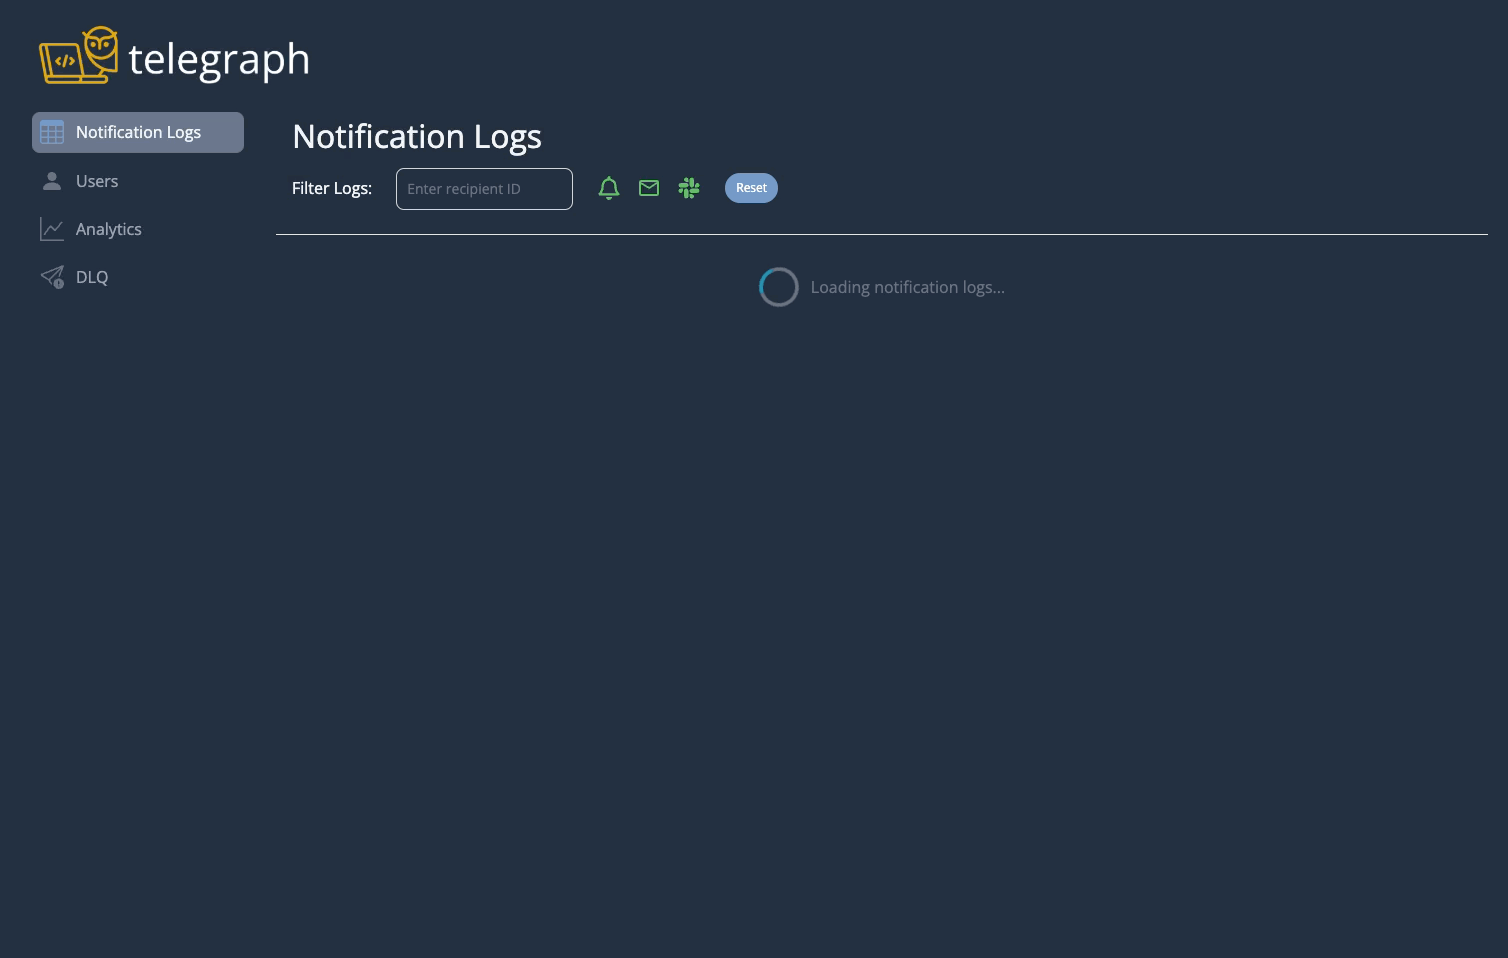 </>
telegraph
Notification Logs
Users
Analytics
DLQ
Notification Logs
Filter Logs: Enter recipient ID Reset
Loading notification logs...